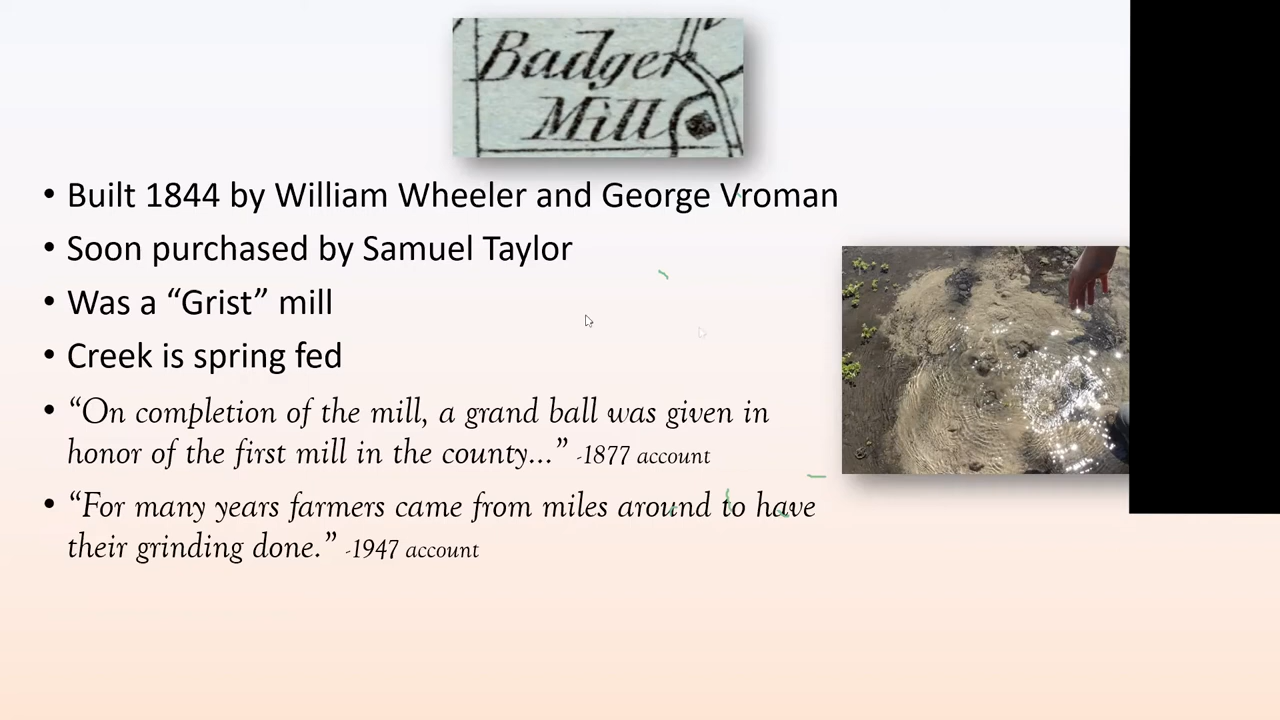 Badger
Mill
• Built 1844 by William Wheeler and George Vroman
• Soon purchased by Samuel Taylor
• Was a “Grist” mill
• Creek is spring fed
• “On completion of the mill, a grand ball was given in
honor of the first mill in the county…” -1877 account
• “For many years farmers came from miles around to have
their grinding done.” -1947 account